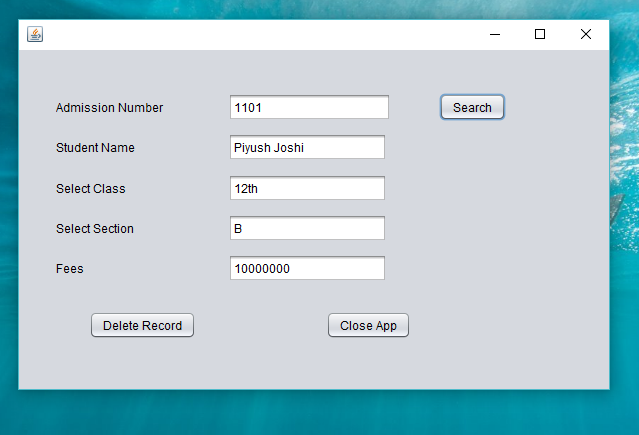 Admission Number 1101 Search
Student Name Piyush Joshi
Select Class 12th
Select Section B
Fees 10000000
Delete Record Close App